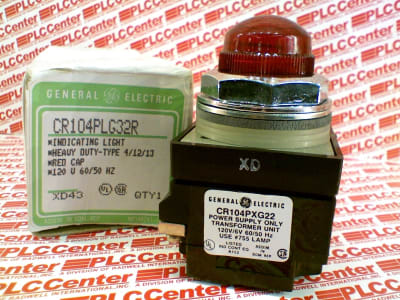 GENERAL GE ELECTRIC
CR104PLG32R
*INDICATING LIGHT
*HEAVY DUTY-TYPE 4/12/13
*RED CAP
*120 V 60/50 HZ
XD43
QTY1
XD
GENERAL GE ELECTRIC
CR104PXG22
POWER SUPPLY ONLY
TRANSFORMER UNIT
120V/6V 60/50 HZ
USE #755 LAMP
LISTED
IND CONT EQ
PLCCenter